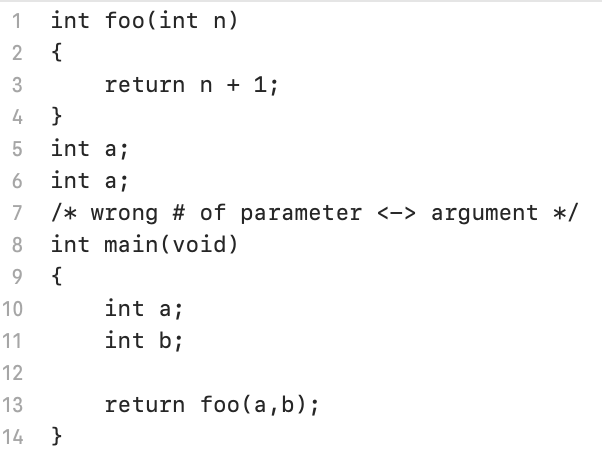 1 int foo(int n)
2 {
3     return n + 1;
4 }
5 int a;
6 int a;
7 /* wrong # of parameter <-> argument */
8 int main(void)
9 {
10     int a;
11     int b;
12
13     return foo(a,b);
14 }